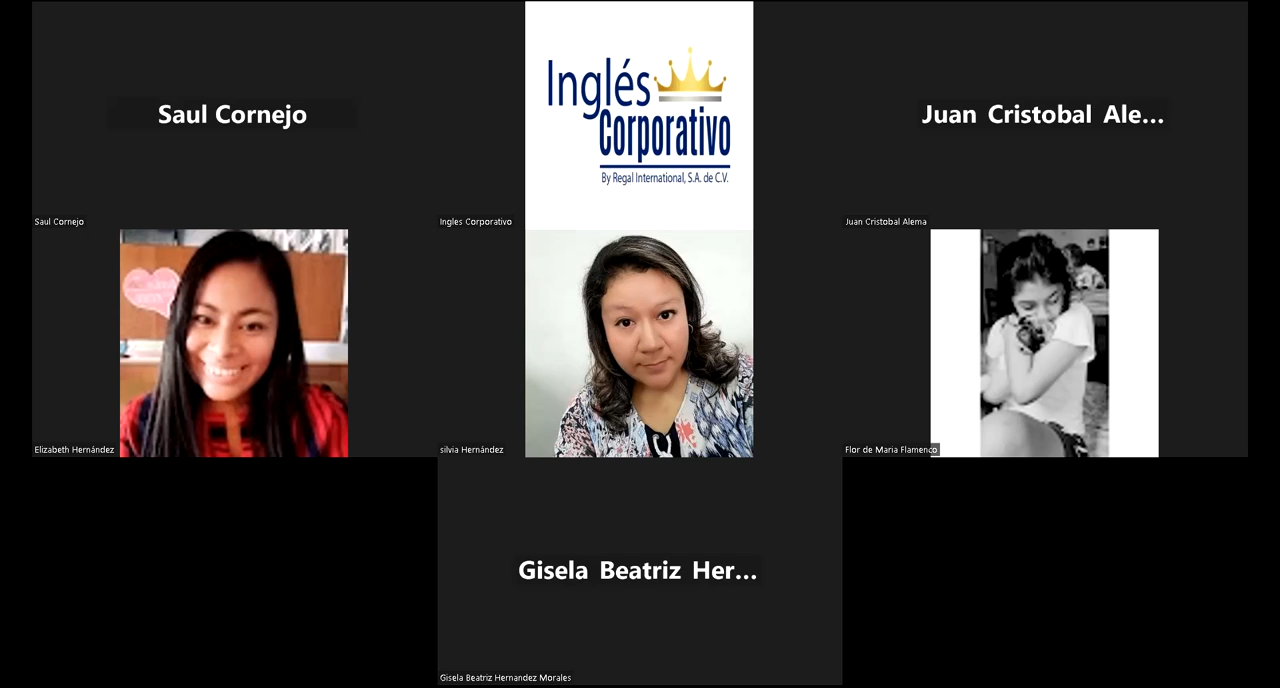 Saul Cornejo
Inglés
Corporativo
By Regal International, S.A. de C.V.
Juan Cristobal Ale...
Saul Cornejo
Ingles Corporativo
Juan Cristobal Alema
Elizabeth Hernández
silvia Hernández
Flor de Maria Flamenco
Gisela Beatriz Her...
Gisela Beatriz Hernandez Morales